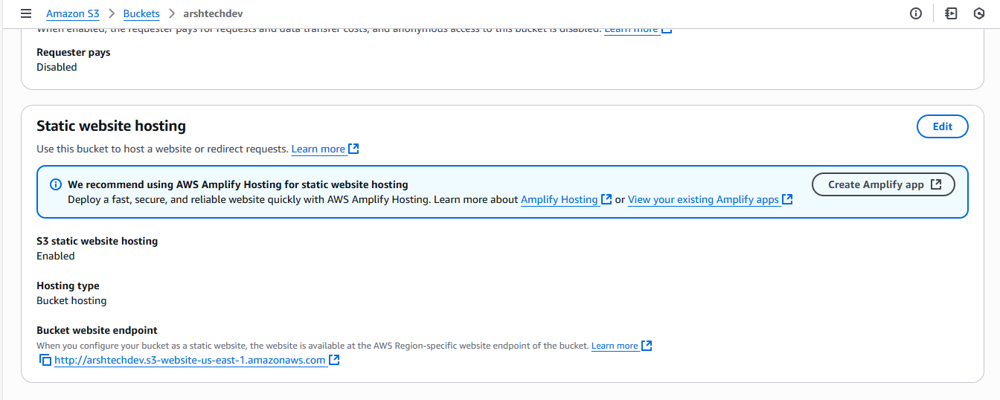 Amazon S3 > Buckets > arshtechdev
When enabled, the requester pays for requests and data transfer costs, and anonymous access to this bucket is disabled. Learn more
Requester pays
Disabled
Static website hosting
Edit
Use this bucket to host a website or redirect requests. Learn more
We recommend using AWS Amplify Hosting for static website hosting
Create Amplify app
Deploy a fast, secure, and reliable website quickly with AWS Amplify Hosting. Learn more about Amplify Hosting or View your existing Amplify apps
S3 static website hosting
Enabled
Hosting type
Bucket hosting
Bucket website endpoint
When you configure your bucket as a static website, the website is available at the AWS Region-specific website endpoint of the bucket. Learn more
http://arshtechdev.s3-website-us-east-1.amazonaws.com